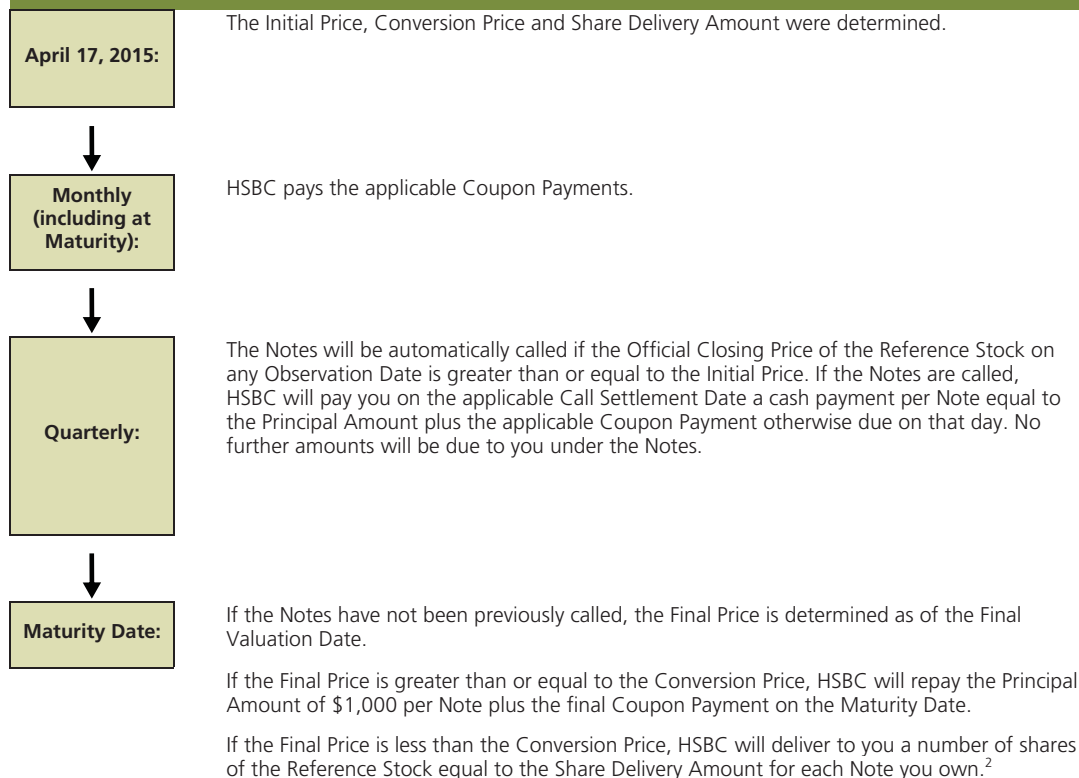 April 17, 2015:
The Initial Price, Conversion Price and Share Delivery Amount were determined.
Monthly
(including at
Maturity):
HSBC pays the applicable Coupon Payments.
Quarterly:
The Notes will be automatically called if the Official Closing Price of the Reference Stock on
any Observation Date is greater than or equal to the Initial Price. If the Notes are called,
HSBC will pay you on the applicable Call Settlement Date a cash payment per Note equal to
the Principal Amount plus the applicable Coupon Payment otherwise due on that day. No
further amounts will be due to you under the Notes.
Maturity Date:
If the Notes have not been previously called, the Final Price is determined as of the Final
Valuation Date.
If the Final Price is greater than or equal to the Conversion Price, HSBC will repay the Principal
Amount of $1,000 per Note plus the final Coupon Payment on the Maturity Date.
If the Final Price is less than the Conversion Price, HSBC will deliver to you a number of shares
of the Reference Stock equal to the Share Delivery Amount for each Note you own.2